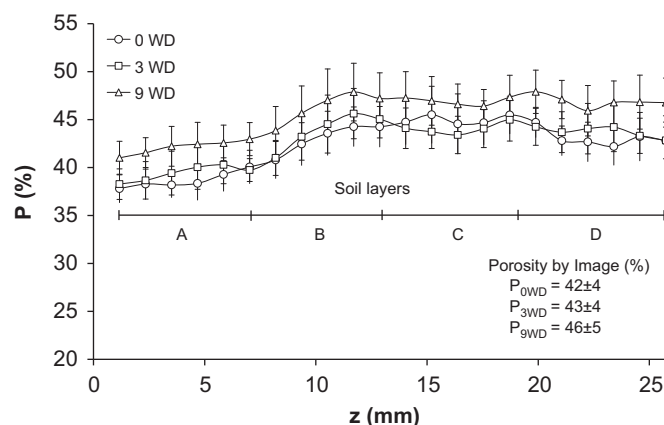 55
50
45
40
35
30
25
20
P (%)
0 WD
3 WD
9 WD
Soil layers
A B C D
Porosity by Image (%)
P0WD = 42±4
P3WD = 43±4
P9WD = 46±5
0 5 10 15 20 25
z (mm)